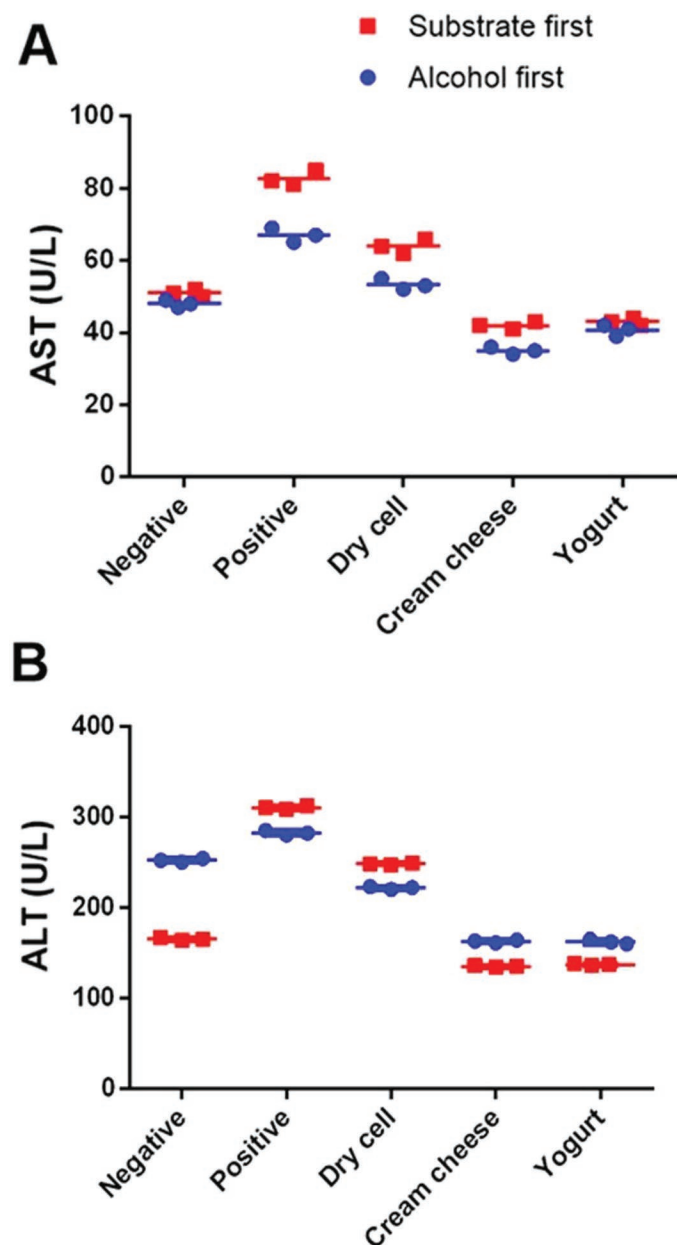 A
Substrate first
Alcohol first
AST (U/L)
100
80
60
40
20
0
Negative
Positive
Dry cell
Cream cheese
Yogurt
B
ALT (U/L)
400
300
200
100
0
Negative
Positive
Dry cell
Cream cheese
Yogurt